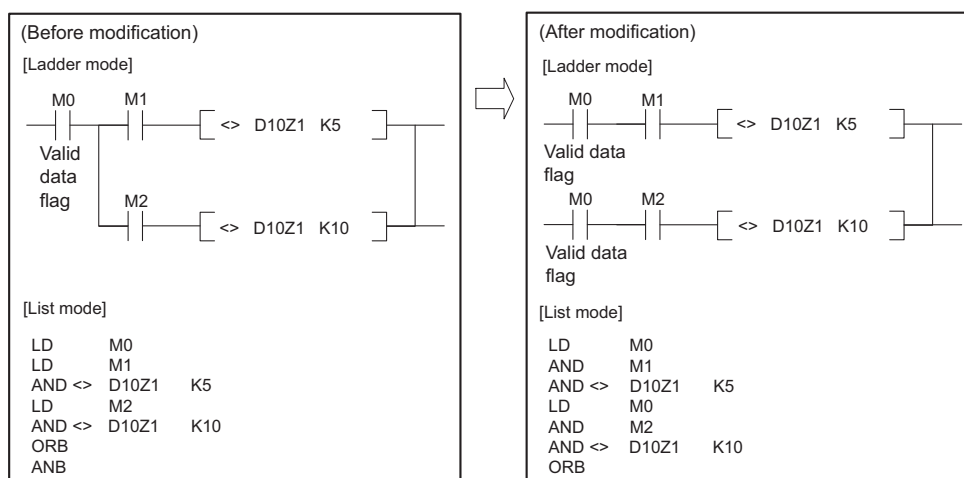 (Before modification)
[Ladder mode]
M0 M1
<> D10Z1 K5
Valid
data
flag
M2
<> D10Z1 K10
[List mode]
LD M0
LD M1
AND <> D10Z1 K5
LD M2
AND <> D10Z1 K10
ORB
ANB
(After modification)
[Ladder mode]
M0 M1
<> D10Z1 K5
Valid data
flag
M0 M2
<> D10Z1 K10
Valid data
flag
[List mode]
LD M0
AND M1
AND <> D10Z1 K5
LD M0
AND M2
AND <> D10Z1 K10
ORB